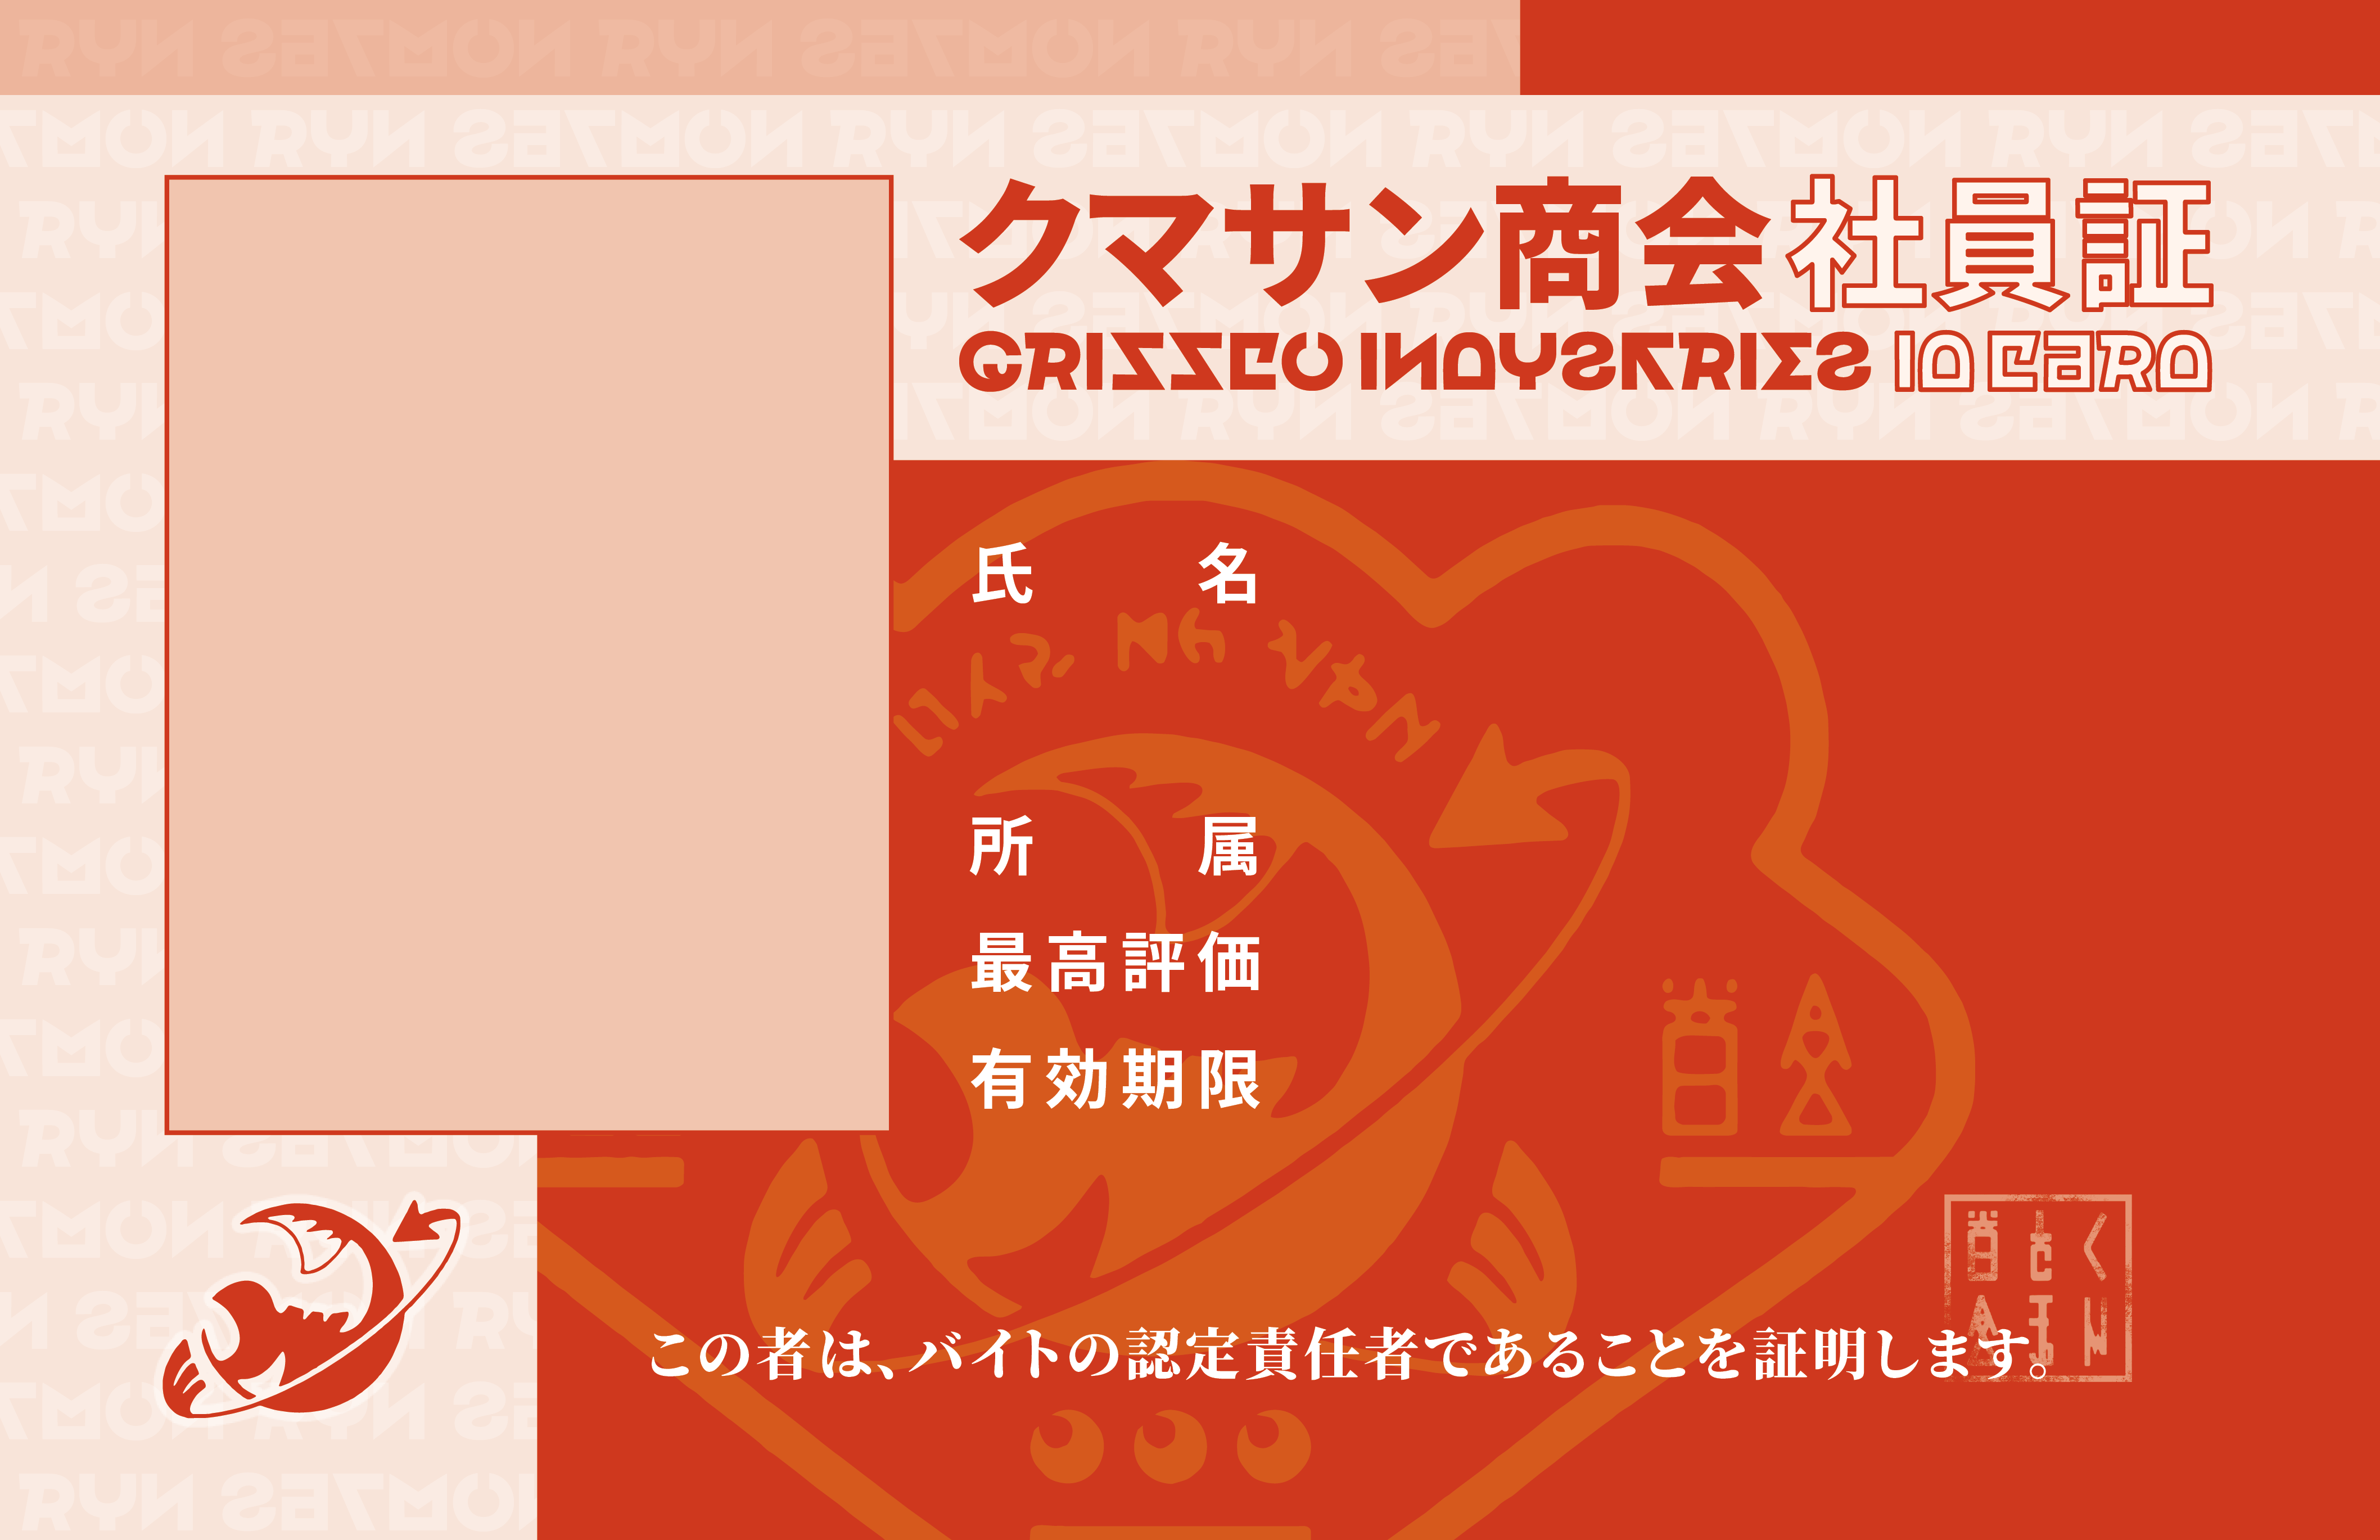 クマサン商会社員証
GRIZZCO INDUSTRIES ID CARD
氏名
所属
最高評価
有効期限
この者は、バイトの認定責任者であることを証明します。